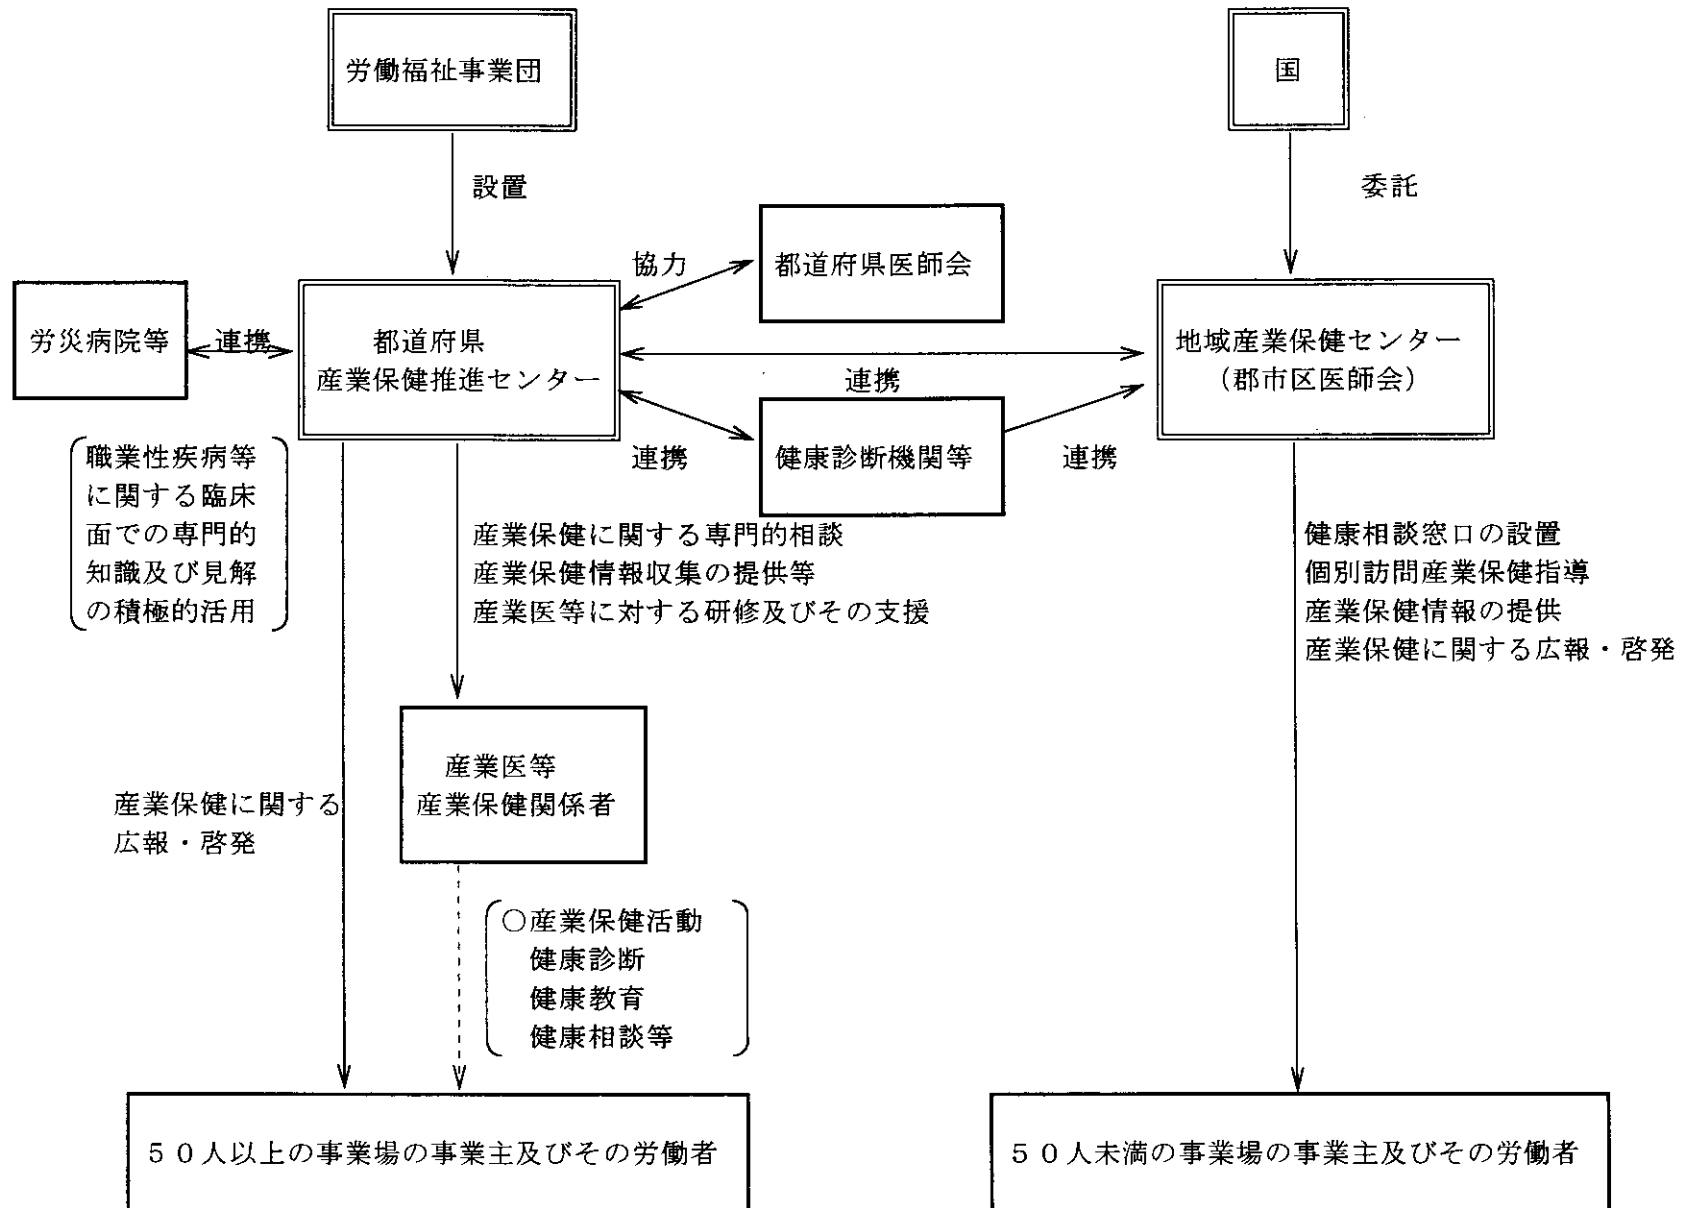 労働福祉事業団
国
設置
委託
協力
都道府県医師会
労災病院等
連携
都道府県
産業保健推進センター
連携
地域産業保健センター
（郡市区医師会）
連携
健康診断機関等
連携
職業性疾病等
に関する臨床
面での専門的
知識及び見解
の積極的活用
産業保健に関する専門的相談
産業保健情報収集の提供等
産業医等に対する研修及びその支援
健康相談窓口の設置
個別訪問産業保健指導
産業保健情報の提供
産業保健に関する広報・啓発
産業医等
産業保健関係者
産業保健に関する
広報・啓発
○産業保健活動
健康診断
健康教育
健康相談等
５０人以上の事業場の事業主及びその労働者
５０人未満の事業場の事業主及びその労働者